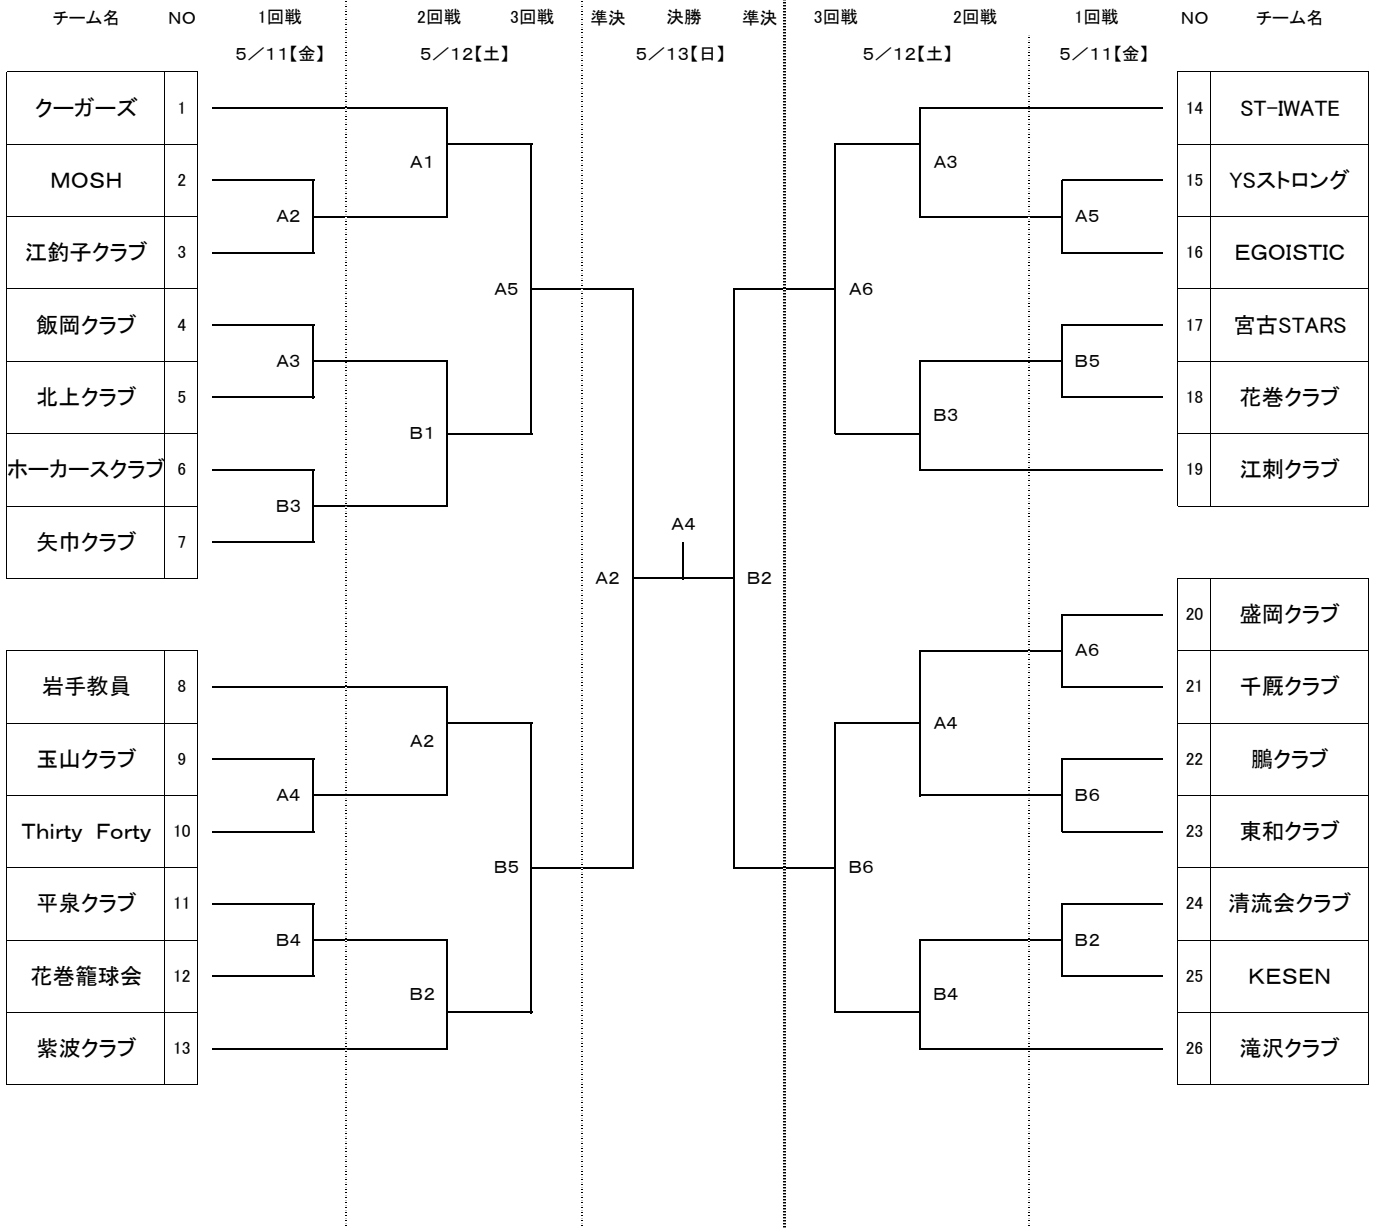 チーム名 NO 1回戦 2回戦 3回戦 準決 決勝 準決 3回戦 2回戦 1回戦 NO チーム名
5／11【金】 5／12【土】 5／13【日】 5／12【土】 5／11【金】
クーガーズ 1 14 ST-IWATE
A1 A3
MOSH 2 15 YSストロング
A2 A5
江釣子クラブ 3 16 EGOISTIC
A5 A6
飯岡クラブ 4 17 宮古STARS
A3 B5
北上クラブ 5 18 花巻クラブ
B1 B3
ホーカースクラブ 6 19 江刺クラブ
B3
A4
矢巾クラブ 7
A2 B2
20 盛岡クラブ
A6
岩手教員 8 21 千厩クラブ
A2 A4
玉山クラブ 9 22 鵬クラブ
A4 B6
Thirty Forty 10 23 東和クラブ
B5 B6
平泉クラブ 11 24 清流会クラブ
B4 B2
花巻籠球会 12 25 KESEN
B2 B4
紫波クラブ 13 26 滝沢クラブ